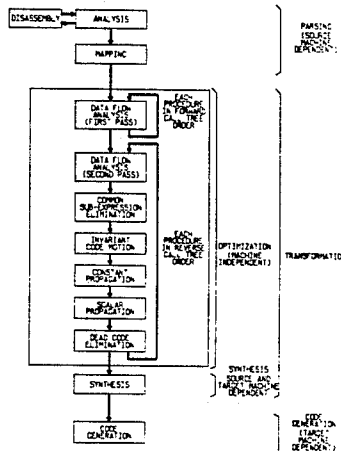 DISASSEMBLY
ANALYSIS
MAPPING
PARSING
(SOURCE
MACHINE
DEPENDENT)
DATA FLOW
ANALYSIS
(FIRST PASS)
EACH
PROCEDURE
IN FORWARD
CALL TREE
ORDER
DATA FLOW
ANALYSIS
(SECOND PASS)
COMMON
SUB-EXPRESSION
ELIMINATION
INVARIANT
CODE MOTION
CONSTANT
PROPAGATION
SCALAR
PROPAGATION
DEAD CODE
ELIMINATION
EACH
PROCEDURE
IN REVERSE
CALL TREE
ORDER
OPTIMIZATION
(MACHINE
INDEPENDENT)
TRANSFORMATIO
SYNTHESIS
SYNTHESIS
SOURCE AND
TARGET MACHINE
DEPENDENT
CODE
GENERATION
CODE
GENERATION
(TARGET
MACHINE
DEPENDENT)